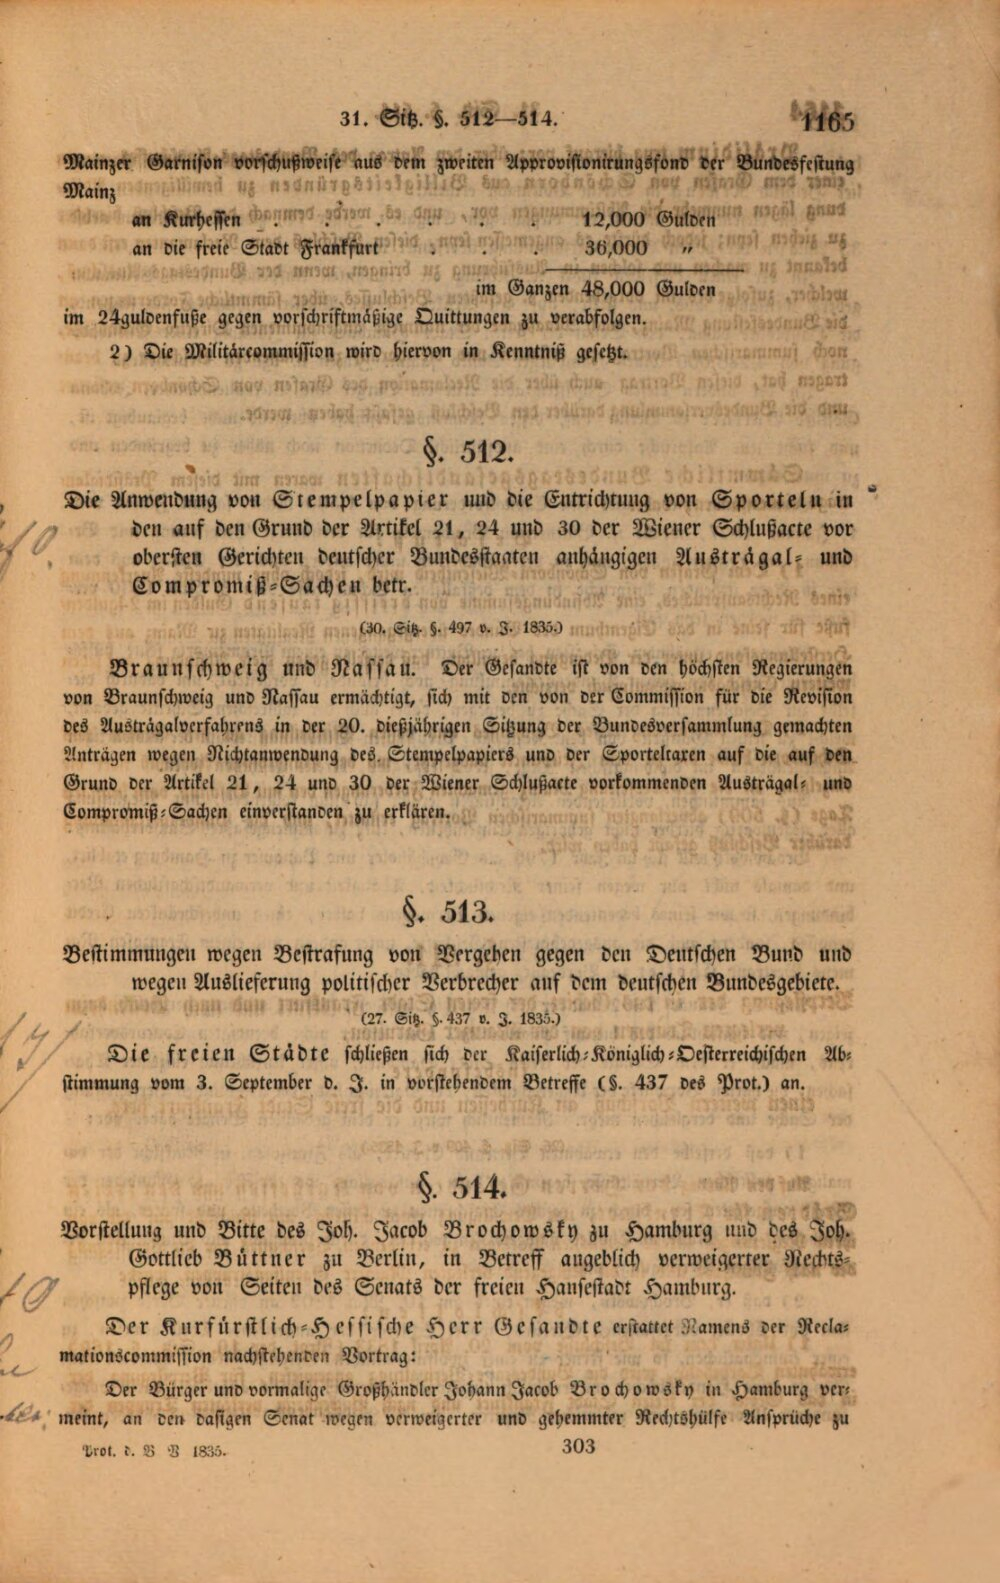 31. Sitz. §. 512—514.
1165
Mainzer Garnison vorschußweise aus dem zweiten Approvisionirungsfond der Bundesfestung
Mainz
an Kurhessen . . . . . . . . 12,000 Gulden
an die freie Stadt Frankfurt . . . 36,000 „
im Ganzen 48,000 Gulden
im 24guldenfuße gegen vorschriftmäßige Quittungen zu verabfolgen.
2) Die Militärcommission wird hiervon in Kenntniß gesetzt.
§. 512.
Die Anwendung von Stempelpapier und die Entrichtung von Sporteln in
den auf den Grund der Artikel 21, 24 und 30 der Wiener Schlußacte vor
obersten Gerichten deutscher Bundesstaaten anhängigen Austrägal- und
Compromiß-Sachen betr.
(30. Sitz. §. 497 v. J. 1835.)
Braunschweig und Nassau. Der Gesandte ist von den höchsten Regierungen
von Braunschweig und Nassau ermächtigt, sich mit den von der Commission für die Revision
des Austrägalverfahrens in der 20. dießjährigen Sitzung der Bundesversammlung gemachten
Anträgen wegen Nichtanwendung des Stempelpapiers und der Sporteltaxen auf die auf den
Grund der Artikel 21, 24 und 30 der Wiener Schlußacte vorkommenden Austrägal- und
Compromiß-Sachen einverstanden zu erklären.
§. 513.
Bestimmungen wegen Bestrafung von Vergehen gegen den Deutschen Bund und
wegen Auslieferung politischer Verbrecher auf dem deutschen Bundesgebiete.
(27. Sitz. §. 437 v. J. 1835.)
Die freien Städte schließen sich der Kaiserlich-Königlich-Oesterreichischen Ab-
stimmung vom 3. September d. J. in vorstehendem Betreffe (§. 437 des Prot.) an.
§. 514.
Vorstellung und Bitte des Joh. Jacob Brochowsky zu Hamburg und des Joh.
Gottlieb Büttner zu Berlin, in Betreff angeblich verweigerter Rechts-
pflege von Seiten des Senats der freien Hansestadt Hamburg.
Der Kurfürstlich-Hessische Herr Gesandte erstattet Namens der Recla-
mationscommission nachstehenden Vortrag:
Der Bürger und vormalige Großhändler Johann Jacob Brochowsky in Hamburg ver-
meint, an den dasigen Senat wegen verweigerter und gehemmter Rechtshülfe Ansprüche zu
Prot. d. B V 1835.
303